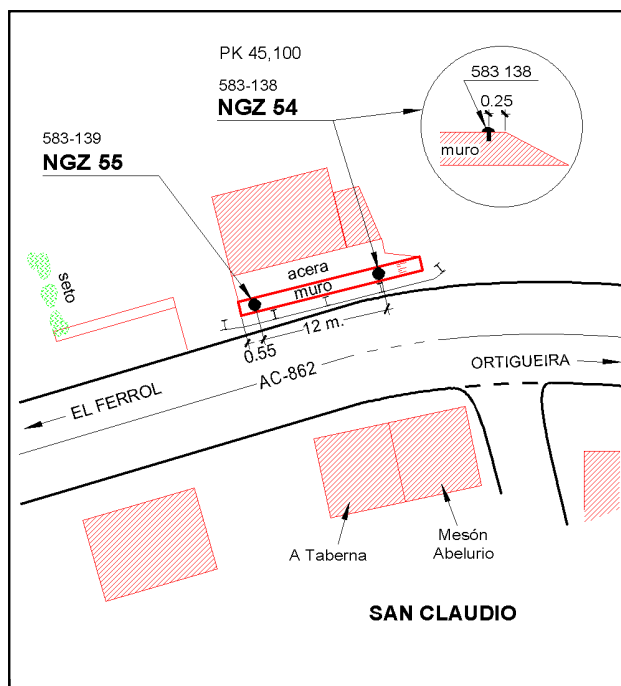 PK 45,100
583-138
NGZ 54
583 138
0.25
muro
583-139
NGZ 55
seto
acera
muro
12 m.
0.55
AC-862
EL FERROL
ORTIGUEIRA
A Taberna
Mesón
Abelurio
SAN CLAUDIO